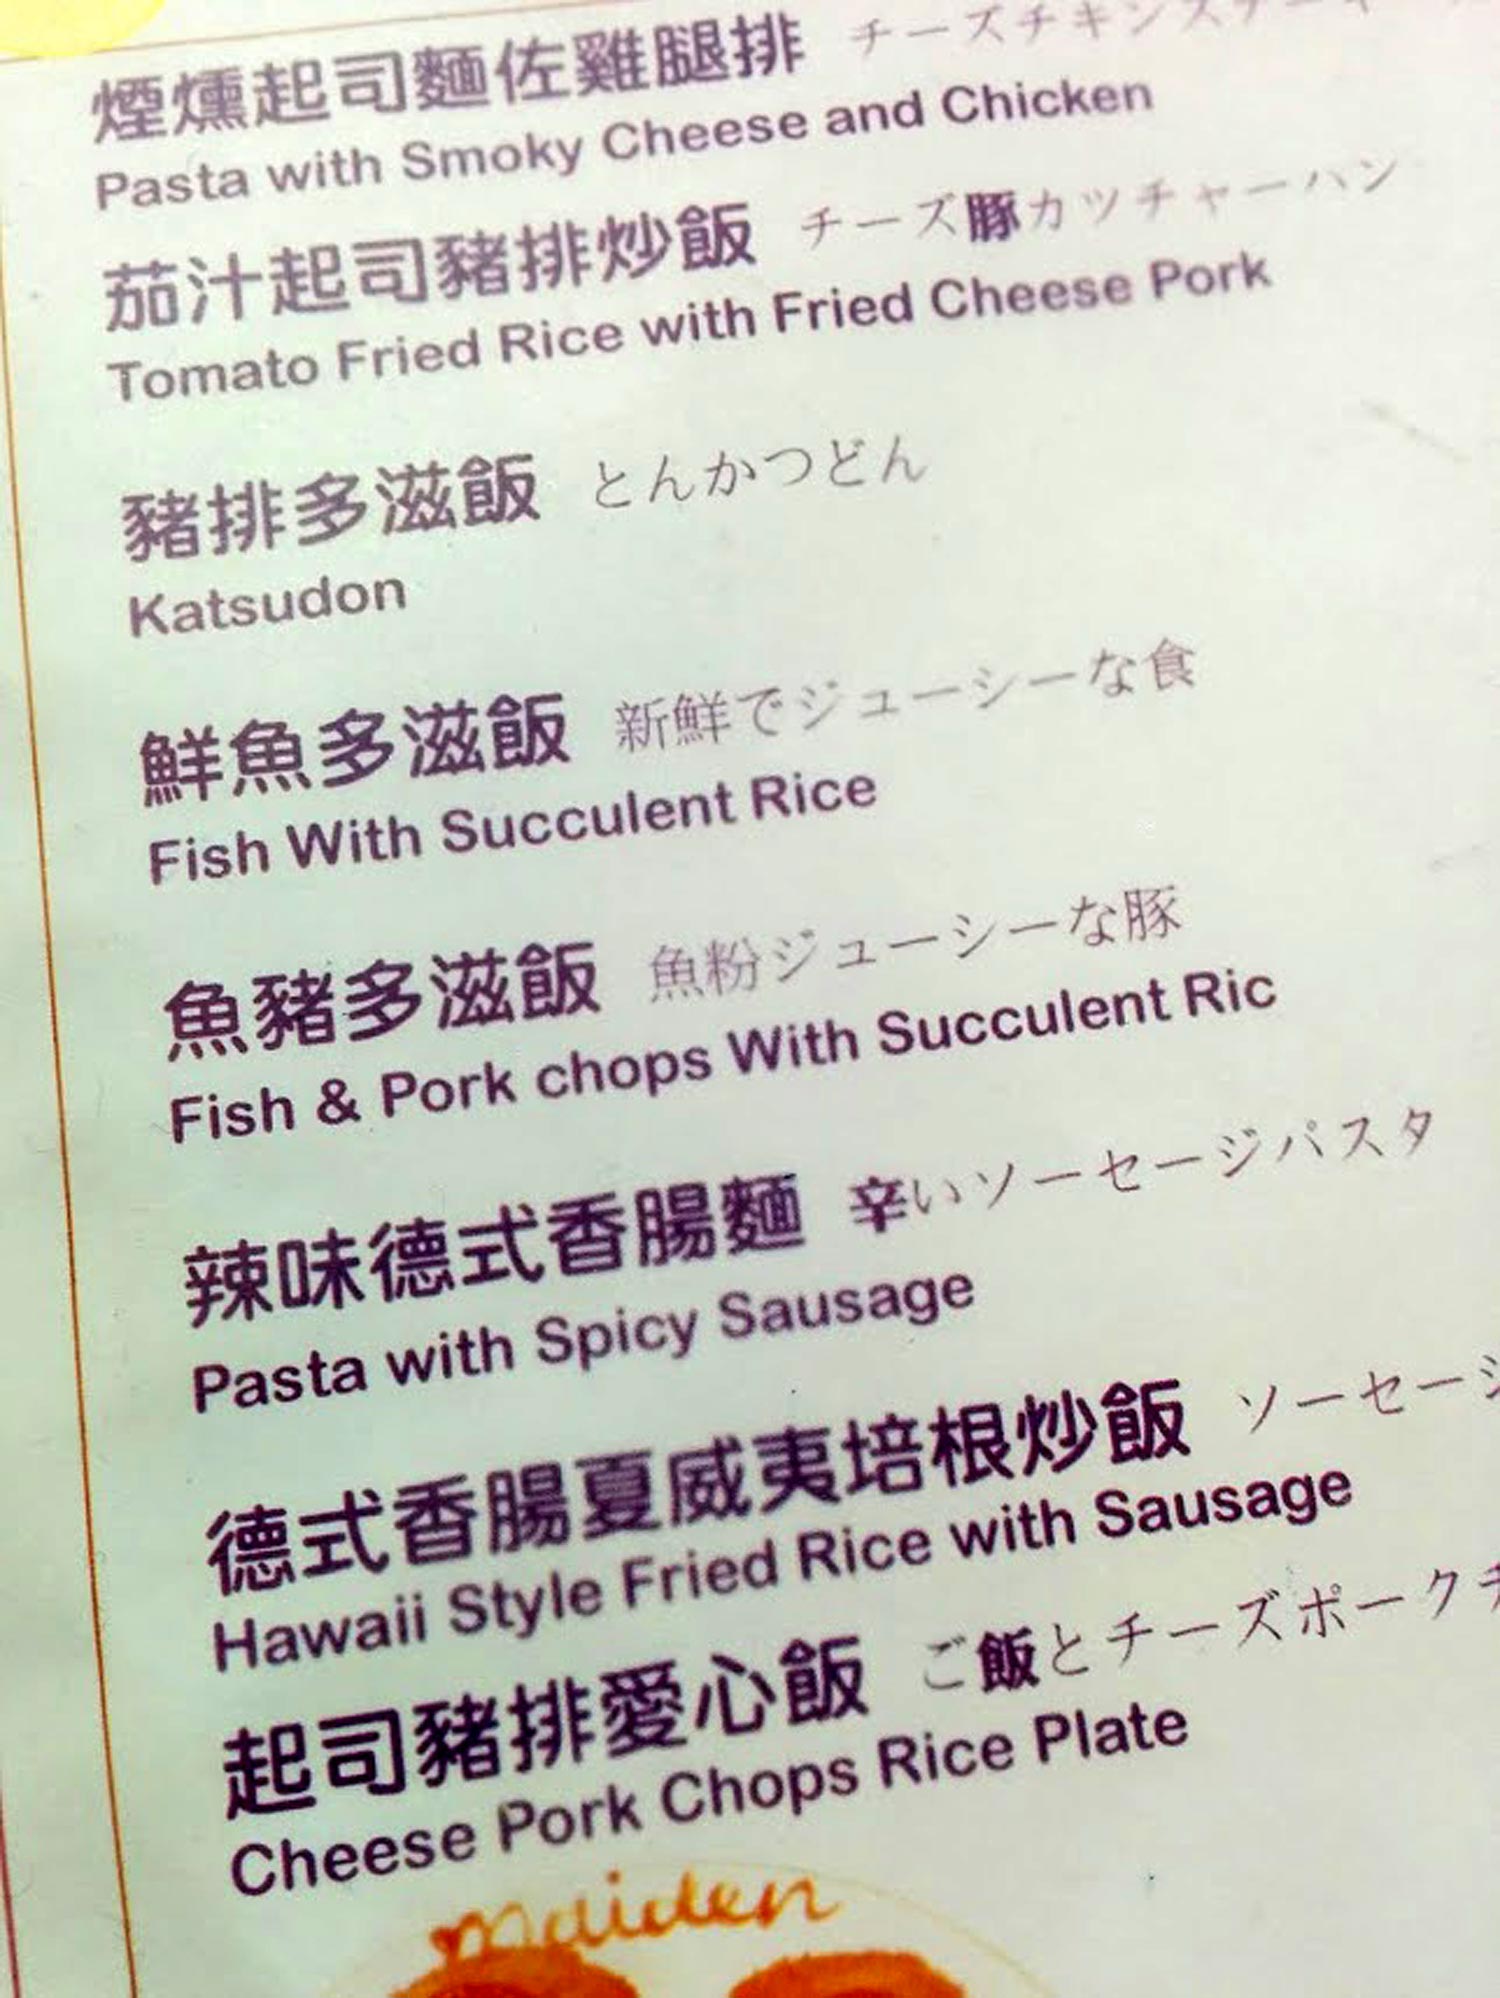 煙燻起司麵佐雞腿排 チーズチキンステーキ
Pasta with Smoky Cheese and Chicken
茄汁起司豬排炒飯 チーズ豚カツチャーハン
Tomato Fried Rice with Fried Cheese Pork
豬排多滋飯 とんかつどん
Katsudon
鮮魚多滋飯 新鮮でジューシーな食
Fish With Succulent Rice
魚豬多滋飯 魚粉ジューシーな豚
Fish & Pork chops With Succulent Ric
辣味德式香腸麵 辛いソーセージパスタ
Pasta with Spicy Sausage
德式香腸夏威夷培根炒飯 ソーセージ
Hawaii Style Fried Rice with Sausage
起司豬排愛心飯 ご飯とチーズポークチ
Cheese Pork Chops Rice Plate
Maiden